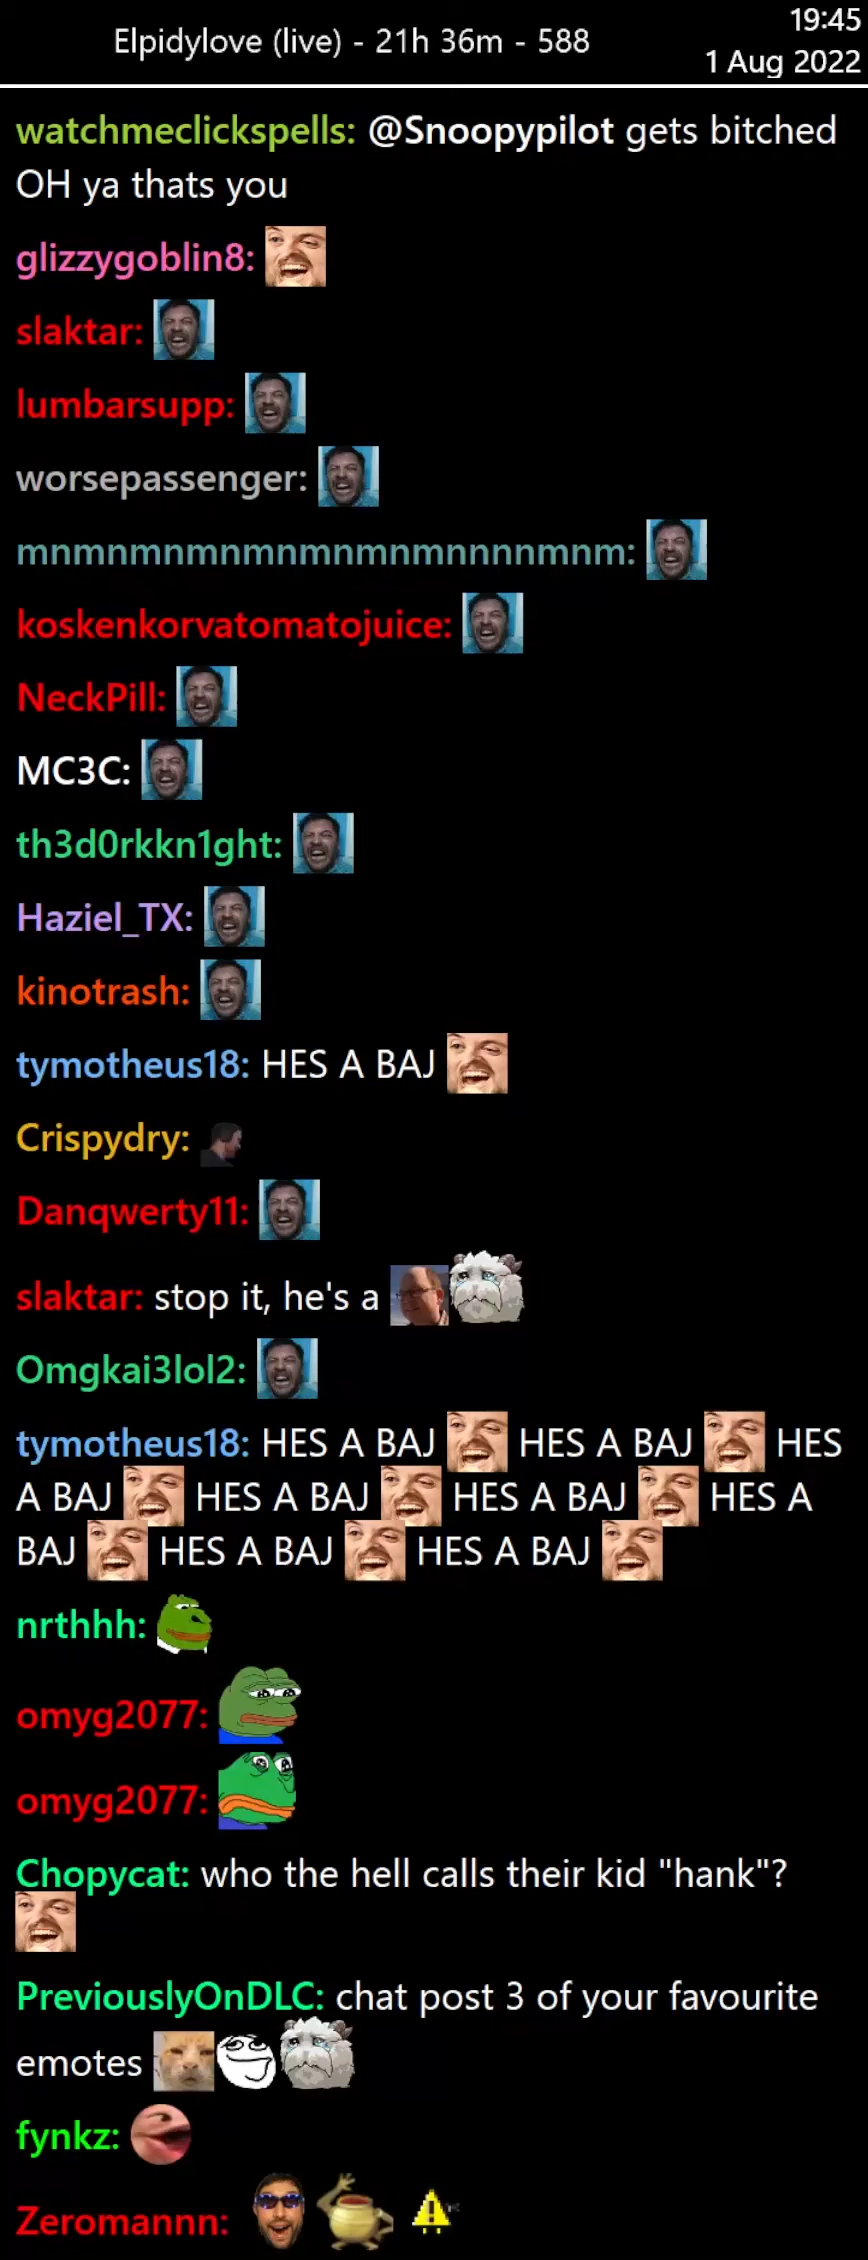 Elpidylove (live) - 21h 36m - 588
19:45
1 Aug 2022
watchmeclickspells: @Snoopypilot gets bitched
OH ya thats you
glizzygoblin8:
slaktar:
lumbarsupp:
worsepassenger:
mnmnmnmnmnmnmnmnnnnmnm:
koskenkorvatomatojuice:
NeckPill:
MC3C:
th3d0rkkn1ght:
Haziel_TX:
kinotrash:
tymotheus18: HES A BAJ
Crispydry:
Danqwerty11:
slaktar: stop it, he's a
Omgkai3lol2:
tymotheus18: HES A BAJ HES A BAJ HES
A BAJ HES A BAJ HES A BAJ HES A
BAJ HES A BAJ HES A BAJ
nrthhh:
omyg2077:
omyg2077:
Chopycat: who the hell calls their kid "hank"?
PreviouslyOnDLC: chat post 3 of your favourite
emotes
fynkz:
Zeromannn: